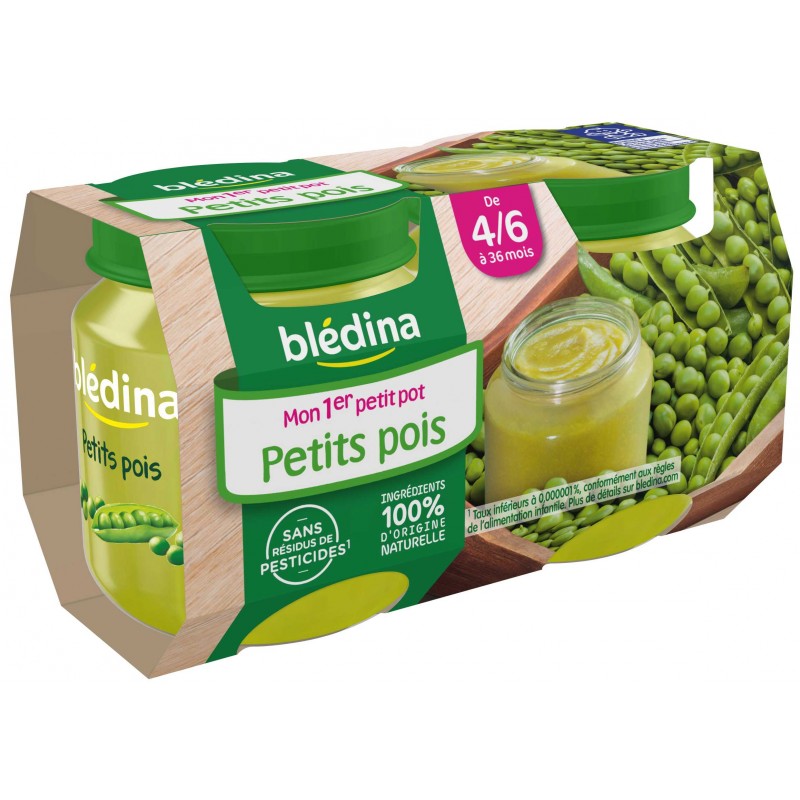 blédina
Mon 1er petit pot
Petits pois
De
4/6
à 36 mois
blédina
Petits pois
blédina
Mon 1er petit pot
Petits pois
SANS
RÉSIDUS DE
PESTICIDES¹
INGRÉDIENTS
100%
D'ORIGINE
NATURELLE
¹ Taux inférieurs à 0,000001%, conformément aux règles
de l'alimentation infantile. Plus de détails sur bledina.com